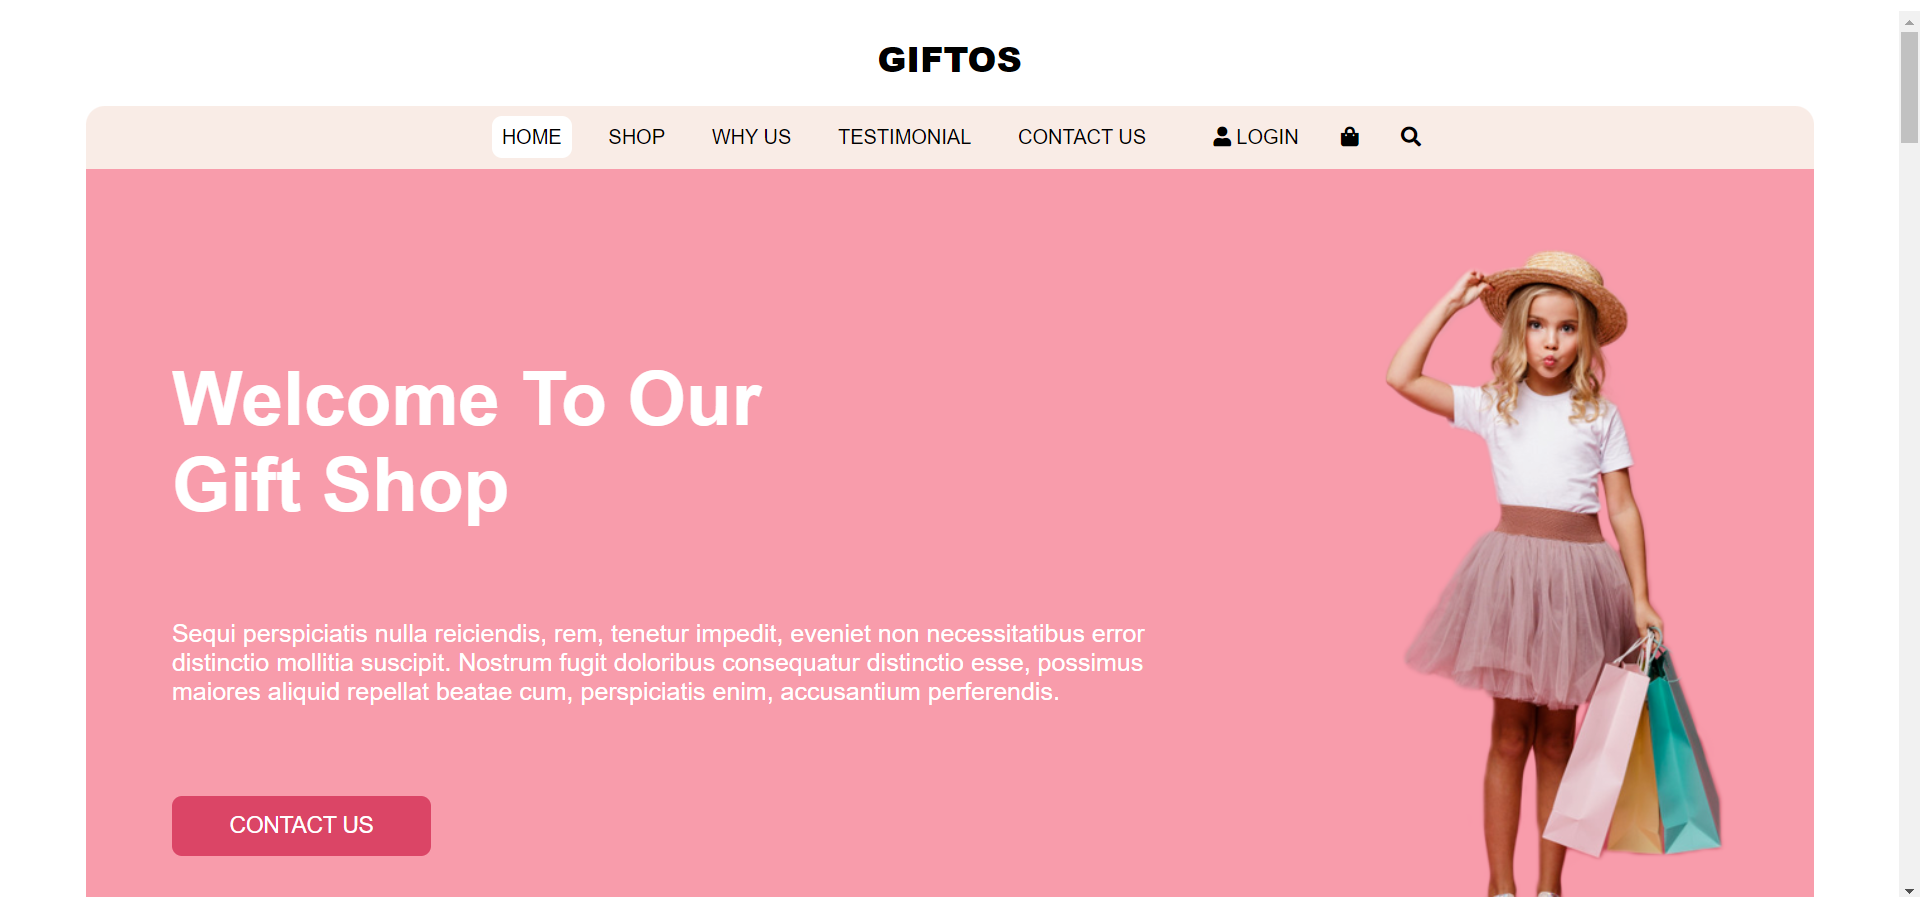 GIFTOS
HOME SHOP WHY US TESTIMONIAL CONTACT US LOGIN
Welcome To Our
Gift Shop
Sequi perspiciatis nulla reiciendis, rem, tenetur impedit, eveniet non necessitatibus error
distinctio mollitia suscipit. Nostrum fugit doloribus consequatur distinctio esse, possimus
maiores aliquid repellat beatae cum, perspiciatis enim, accusantium perferendis.
CONTACT US